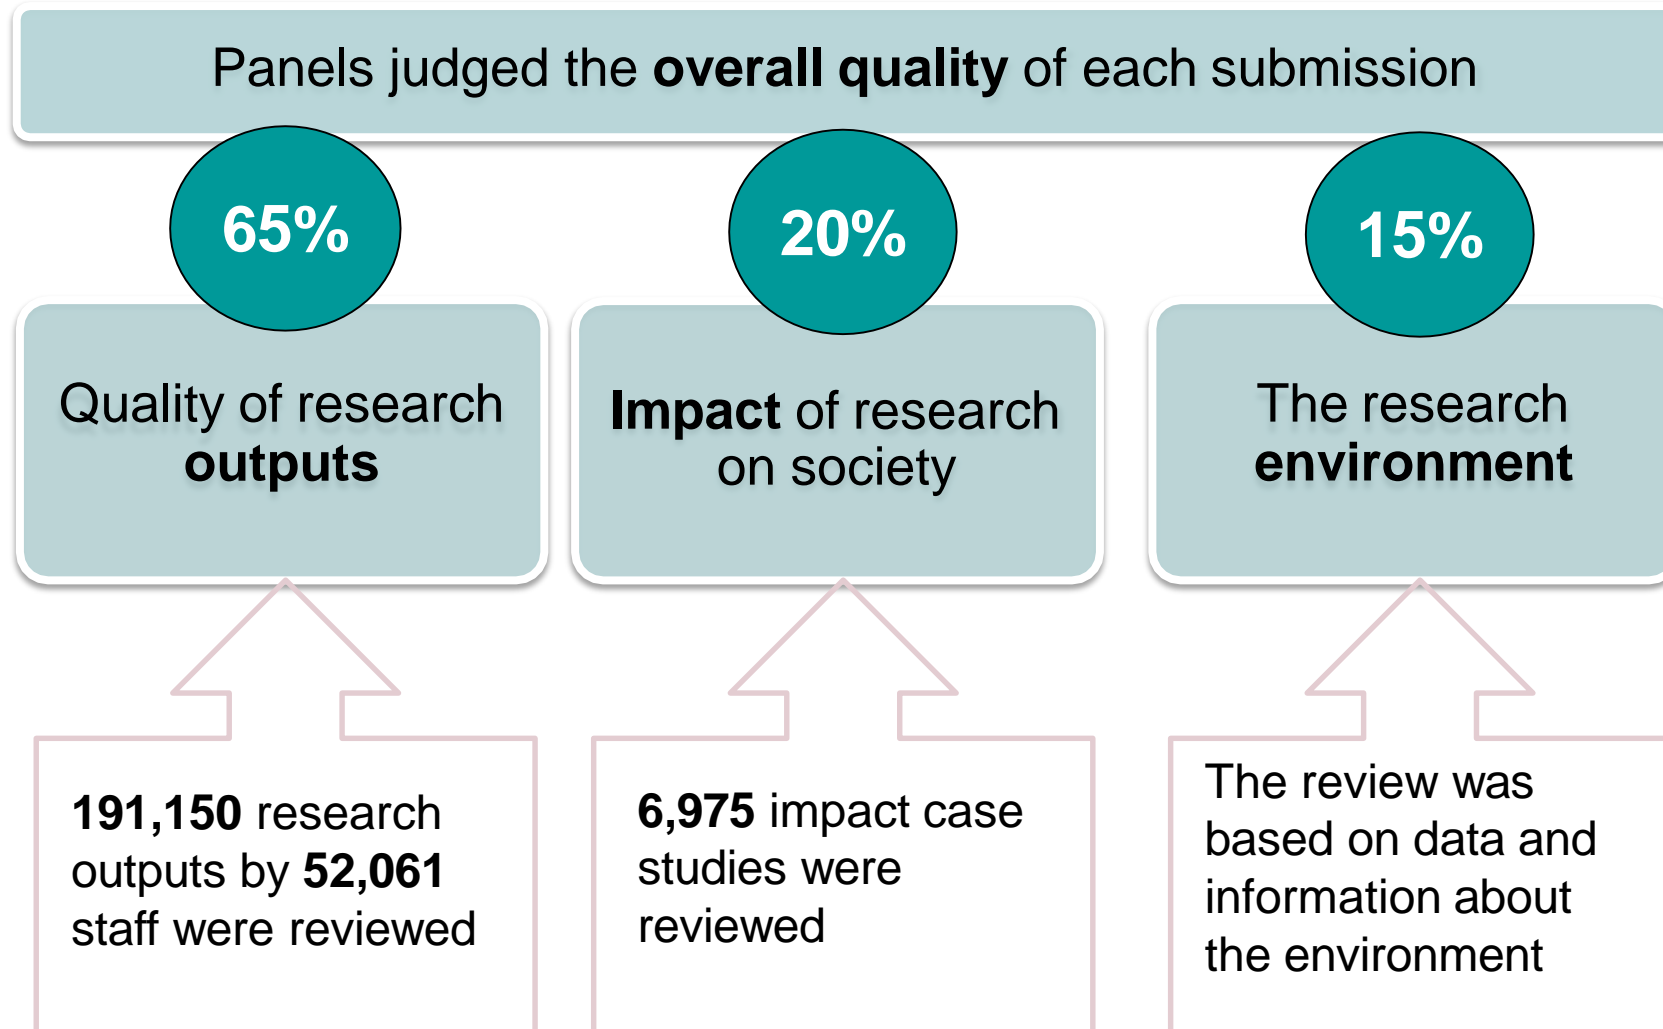 Panels judged the overall quality of each submission
65%
20%
15%
Quality of research
outputs
Impact of research
on society
The research
environment
191,150 research
outputs by 52,061
staff were reviewed
6,975 impact case
studies were
reviewed
The review was
based on data and
information about
the environment